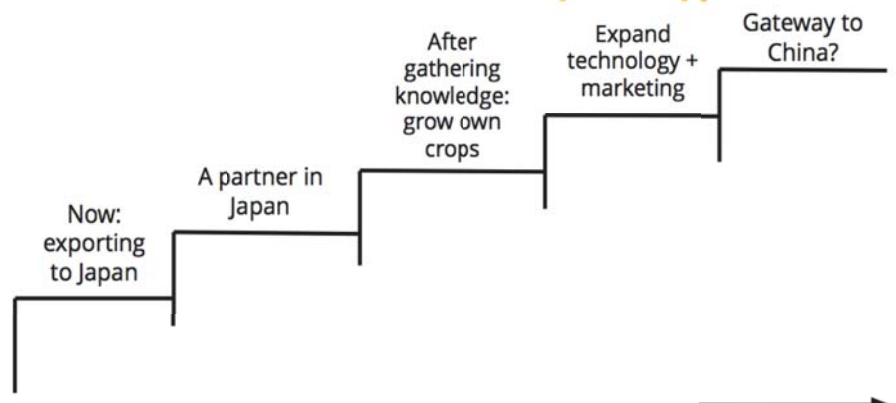 Now:
exporting
to Japan
A partner in
Japan
After
gathering
knowledge:
grow own
crops
Expand
technology +
marketing
Gateway to
China?